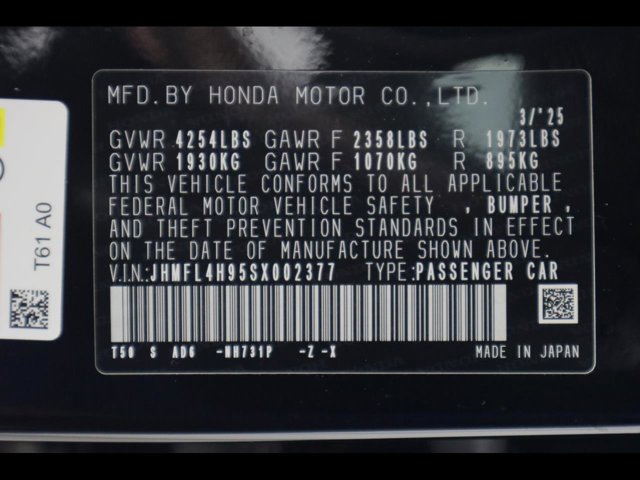 MFD.BY HONDA MOTOR CO.,LTD.
3/'25
GVWR 4254LBS GAWR F 2358LBS R 1973LBS
GVWR 1930KG GAWR F 1070KG R 895KG
THIS VEHICLE CONFORMS TO ALL APPLICABLE
FEDERAL MOTOR VEHICLE SAFETY , BUMPER ,
AND THEFT PREVENTION STANDARDS IN EFFECT
ON THE DATE OF MANUFACTURE SHOWN ABOVE.
V.IN:JHMFL4H95SX002377 TYPE:PASSENGER CAR
T50 S AD6 -NH731P -Z -X MADE IN JAPAN
T61 A0